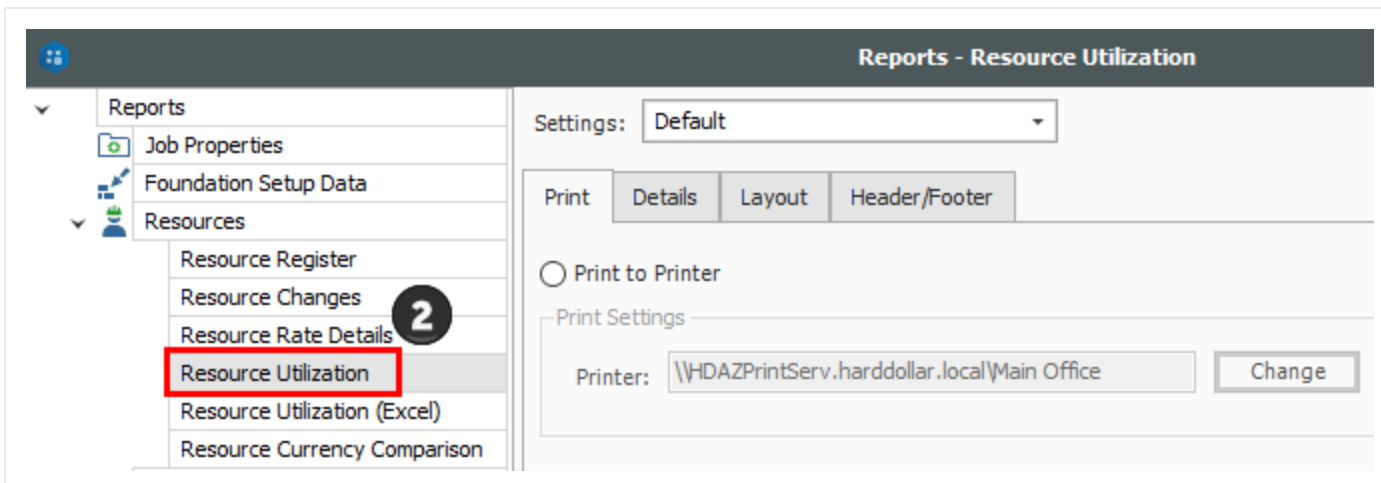 Reports - Resource Utilization
Reports
Job Properties
Foundation Setup Data
Resources
Resource Register
Resource Changes
2
Resource Rate Details
Resource Utilization
Resource Utilization (Excel)
Resource Currency Comparison
Settings: Default
Print Details Layout Header/Footer
Print to Printer
Print Settings
Printer: \\HDAZPrintServ.harddollar.local\Main Office Change